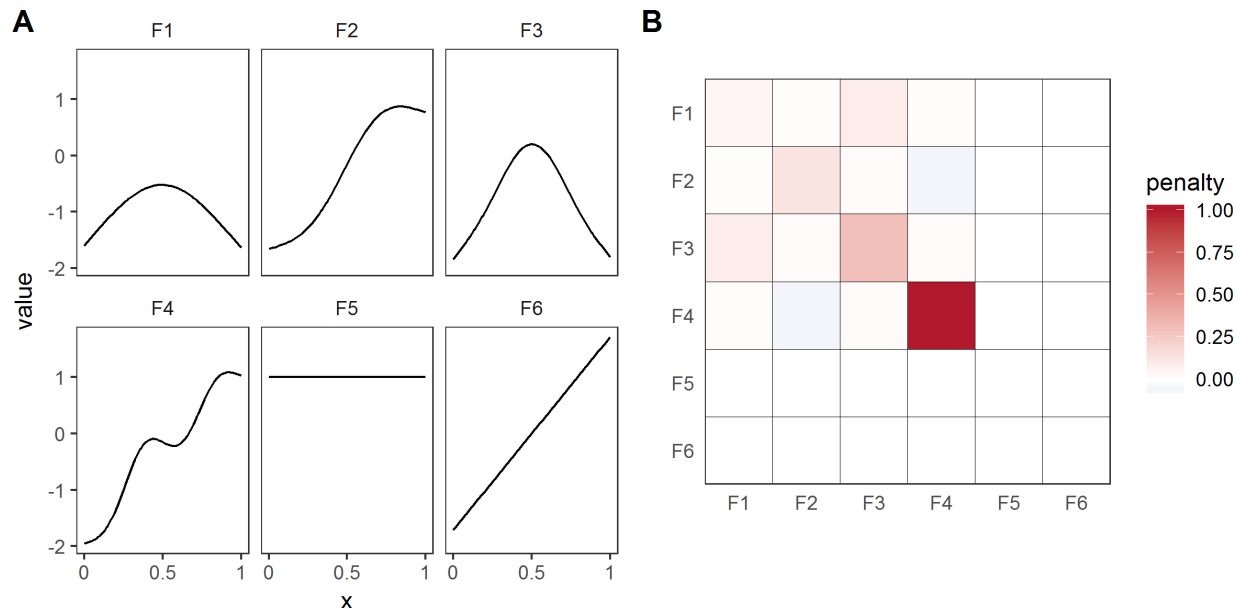 A
F1 F2 F3
1
0
-1
-2
value
F4 F5 F6
1
0
-1
-2
0 0.5 1 0 0.5 1 0 0.5 1
x
B
F1
F2
F3
F4
F5
F6
F1 F2 F3 F4 F5 F6
penalty
1.00
0.75
0.50
0.25
0.00